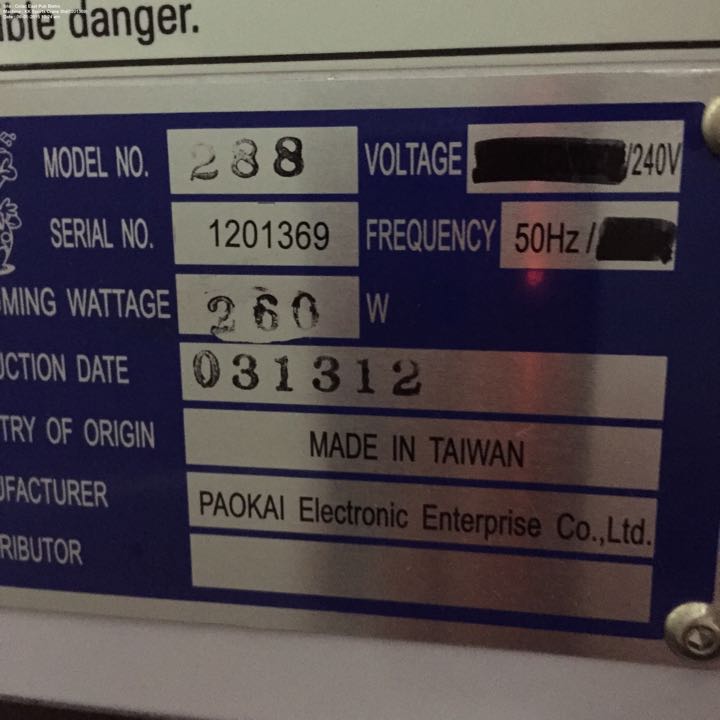 able danger.
MODEL NO. 288 VOLTAGE /240V
SERIAL NO. 1201369 FREQUENCY 50Hz /
MING WATTAGE 260 W
UCTION DATE 031312
TRY OF ORIGIN MADE IN TAIWAN
UFACTURER PAOKAI Electronic Enterprise Co.,Ltd.
RIBUTOR